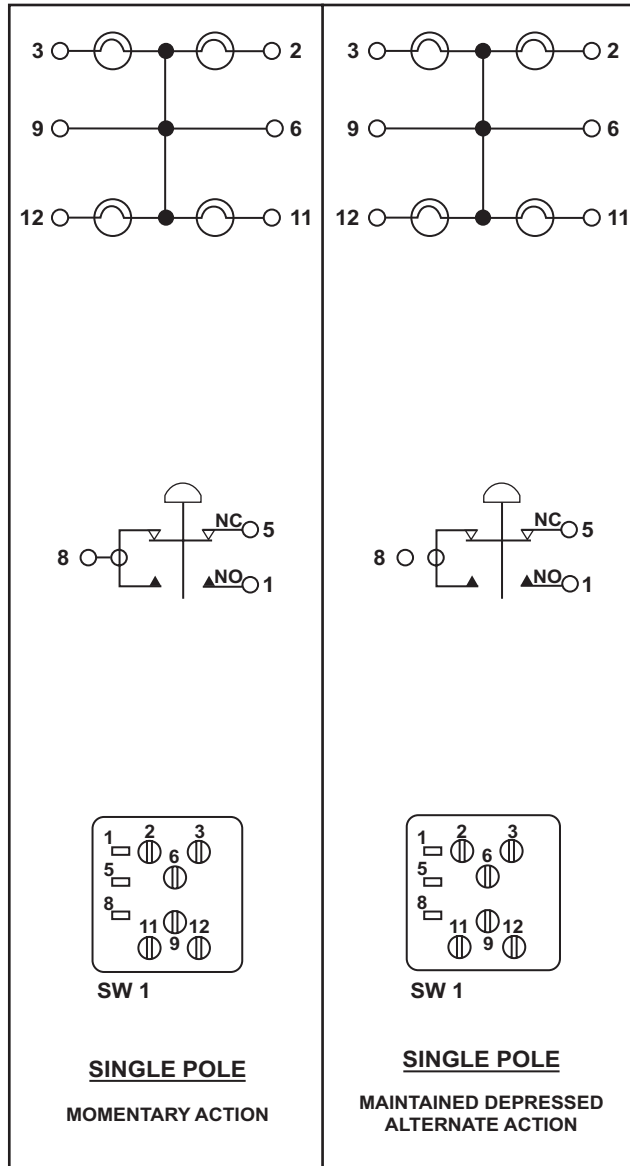 3 2
9 6
12 11
NC 5
8
NO 1
1 2 3
6
5
8
11 12
9
SW 1
SINGLE POLE
MOMENTARY ACTION
3 2
9 6
12 11
NC 5
8
NO 1
1 2 3
6
5
8
11 12
9
SW 1
SINGLE POLE
MAINTAINED DEPRESSED
ALTERNATE ACTION